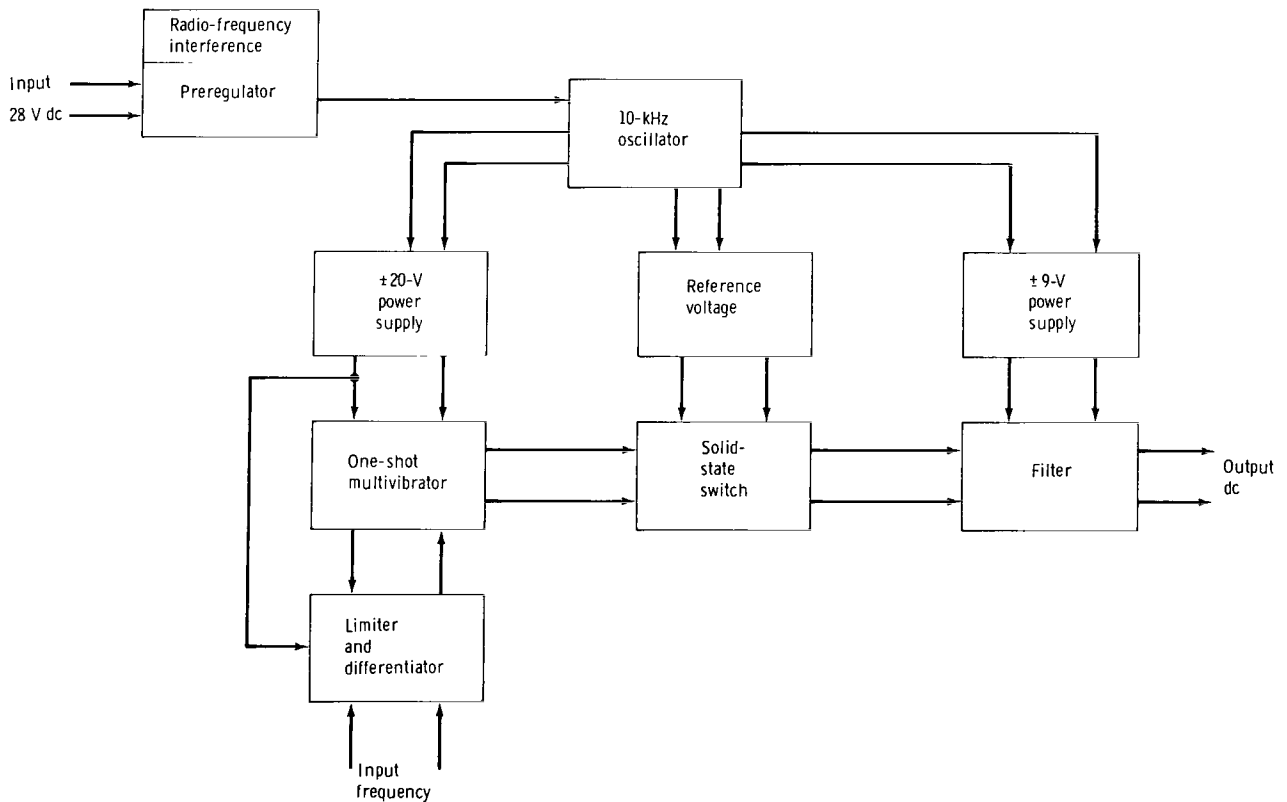 Radio-frequency
interference
Input
28 V dc
Preregulator
10-kHz
oscillator
±20-V
power
supply
Reference
voltage
±9-V
power
supply
One-shot
multivibrator
Solid-
state
switch
Filter
Output
dc
Limiter
and
differentiator
Input
frequency